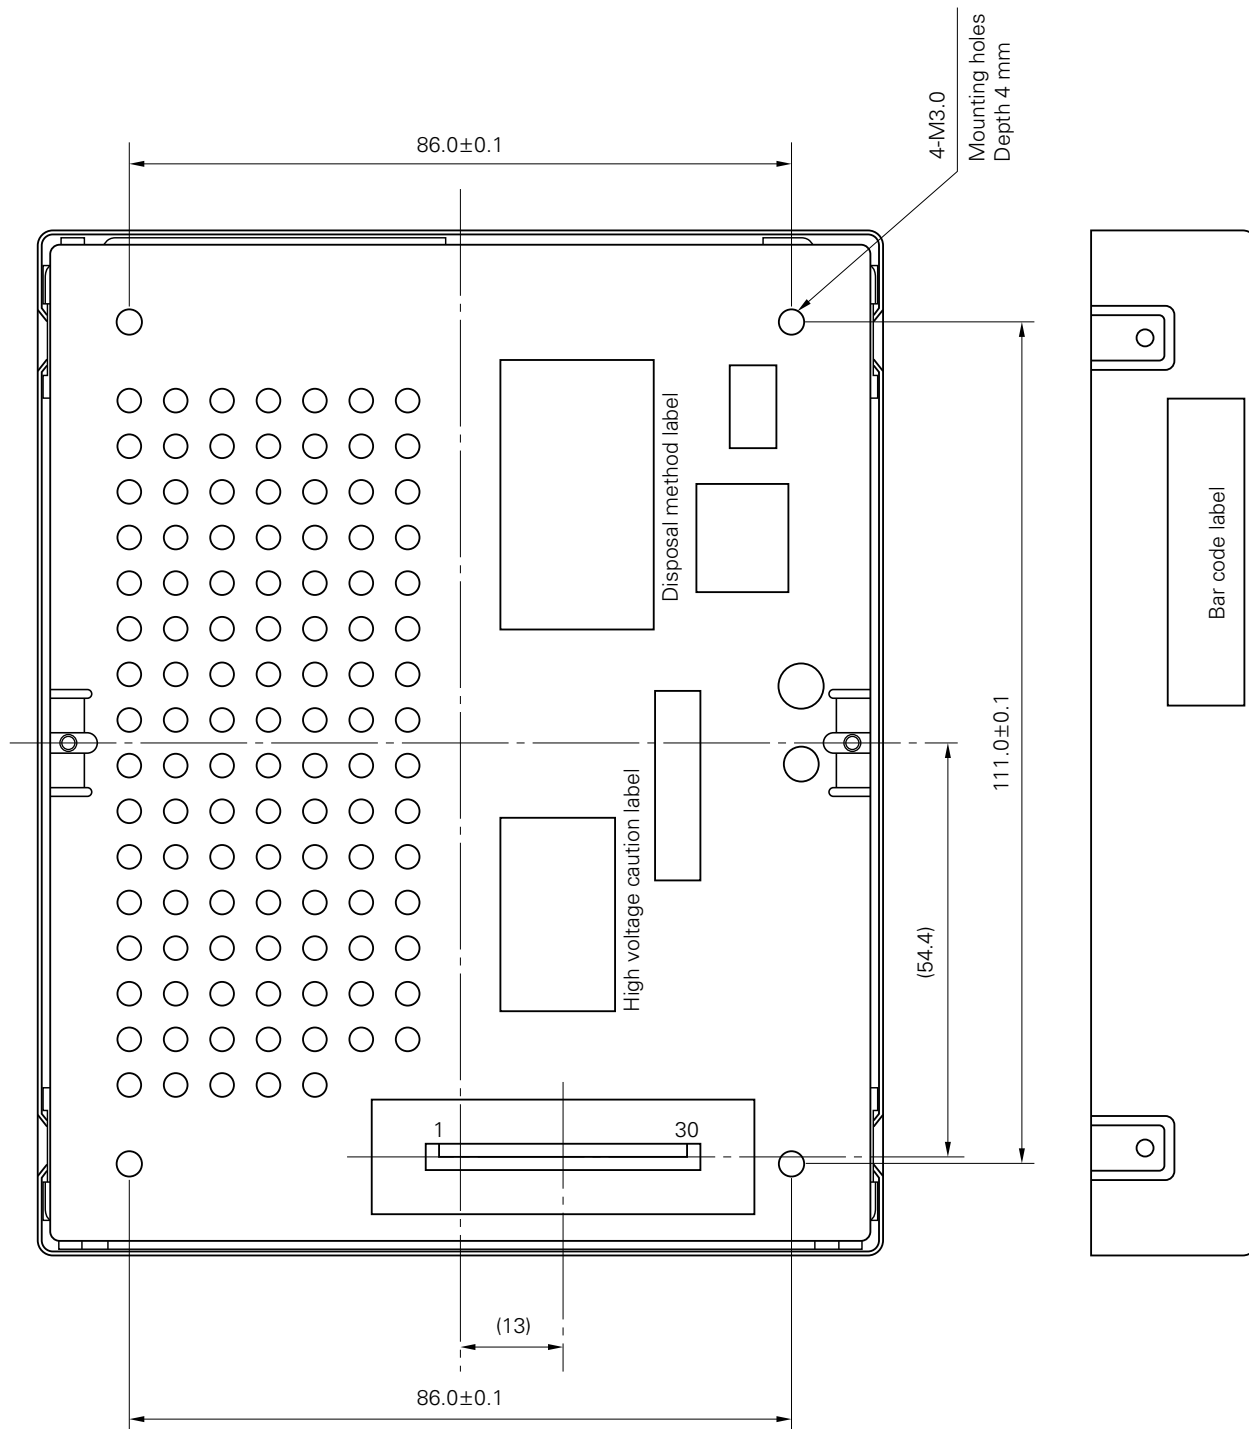 4-M3.0
Mounting holes
Depth 4 mm
86.0±0.1
Disposal method label
Bar code label
111.0±0.1
High voltage caution label
(54.4)
1
30
(13)
86.0±0.1